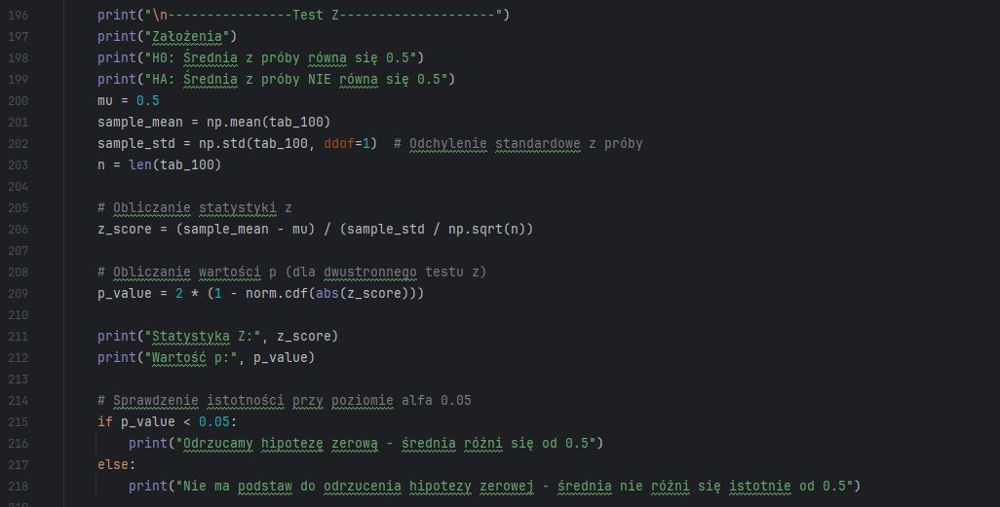 196 print("\n----------------Test Z--------------------")
197 print("Założenia")
198 print("H0: Średnia z próby równa się 0.5")
199 print("HA: Średnia z próby NIE równa się 0.5")
200 mu = 0.5
201 sample_mean = np.mean(tab_100)
202 sample_std = np.std(tab_100, ddof=1)  # Odchylenie standardowe z próby
203 n = len(tab_100)
204
205 # Obliczanie statystyki z
206 z_score = (sample_mean - mu) / (sample_std / np.sqrt(n))
207
208 # Obliczanie wartości p (dla dwustronnego testu z)
209 p_value = 2 * (1 - norm.cdf(abs(z_score)))
210
211 print("Statystyka Z:", z_score)
212 print("Wartość p:", p_value)
213
214 # Sprawdzenie istotności przy poziomie alfa 0.05
215 if p_value < 0.05:
216     print("Odrzucamy hipotezę zerową - średnia różni się od 0.5")
217 else:
218     print("Nie ma podstaw do odrzucenia hipotezy zerowej - średnia nie różni się istotnie od 0.5")
219